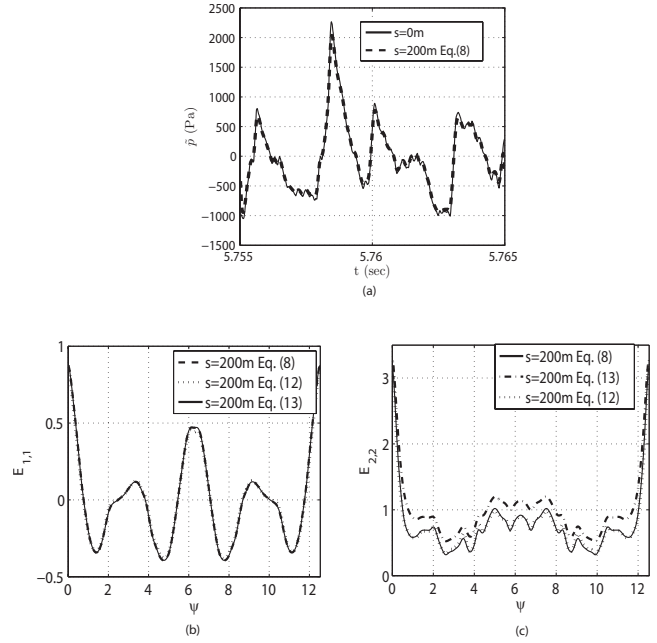 2500
2000
1500
1000
500
0
−500
−1000
−1500
p̃ (Pa)
s=0m
s=200m Eq.(8)
5.755
5.76
5.765
t (sec)
(a)
1
0.5
0
−0.5
E 1,1
s=200m Eq. (8)
s=200m Eq. (12)
s=200m Eq. (13)
0
2
4
6
8
10
12
ψ
(b)
3
2
1
0
E 2,2
s=200m Eq. (8)
s=200m Eq. (13)
s=200m Eq. (12)
0
2
4
6
8
10
12
ψ
(c)